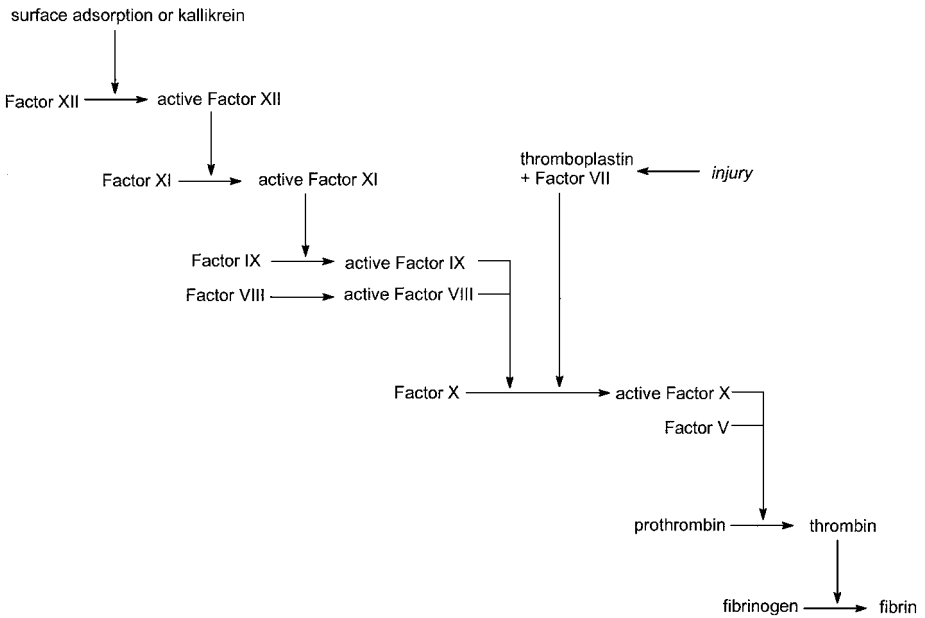 surface adsorption or kallikrein
Factor XII
active Factor XII
thromboplastin
+ Factor VII
injury
Factor XI
active Factor XI
Factor IX
active Factor IX
Factor VIII
active Factor VIII
Factor X
active Factor X
Factor V
prothrombin
thrombin
fibrinogen
fibrin